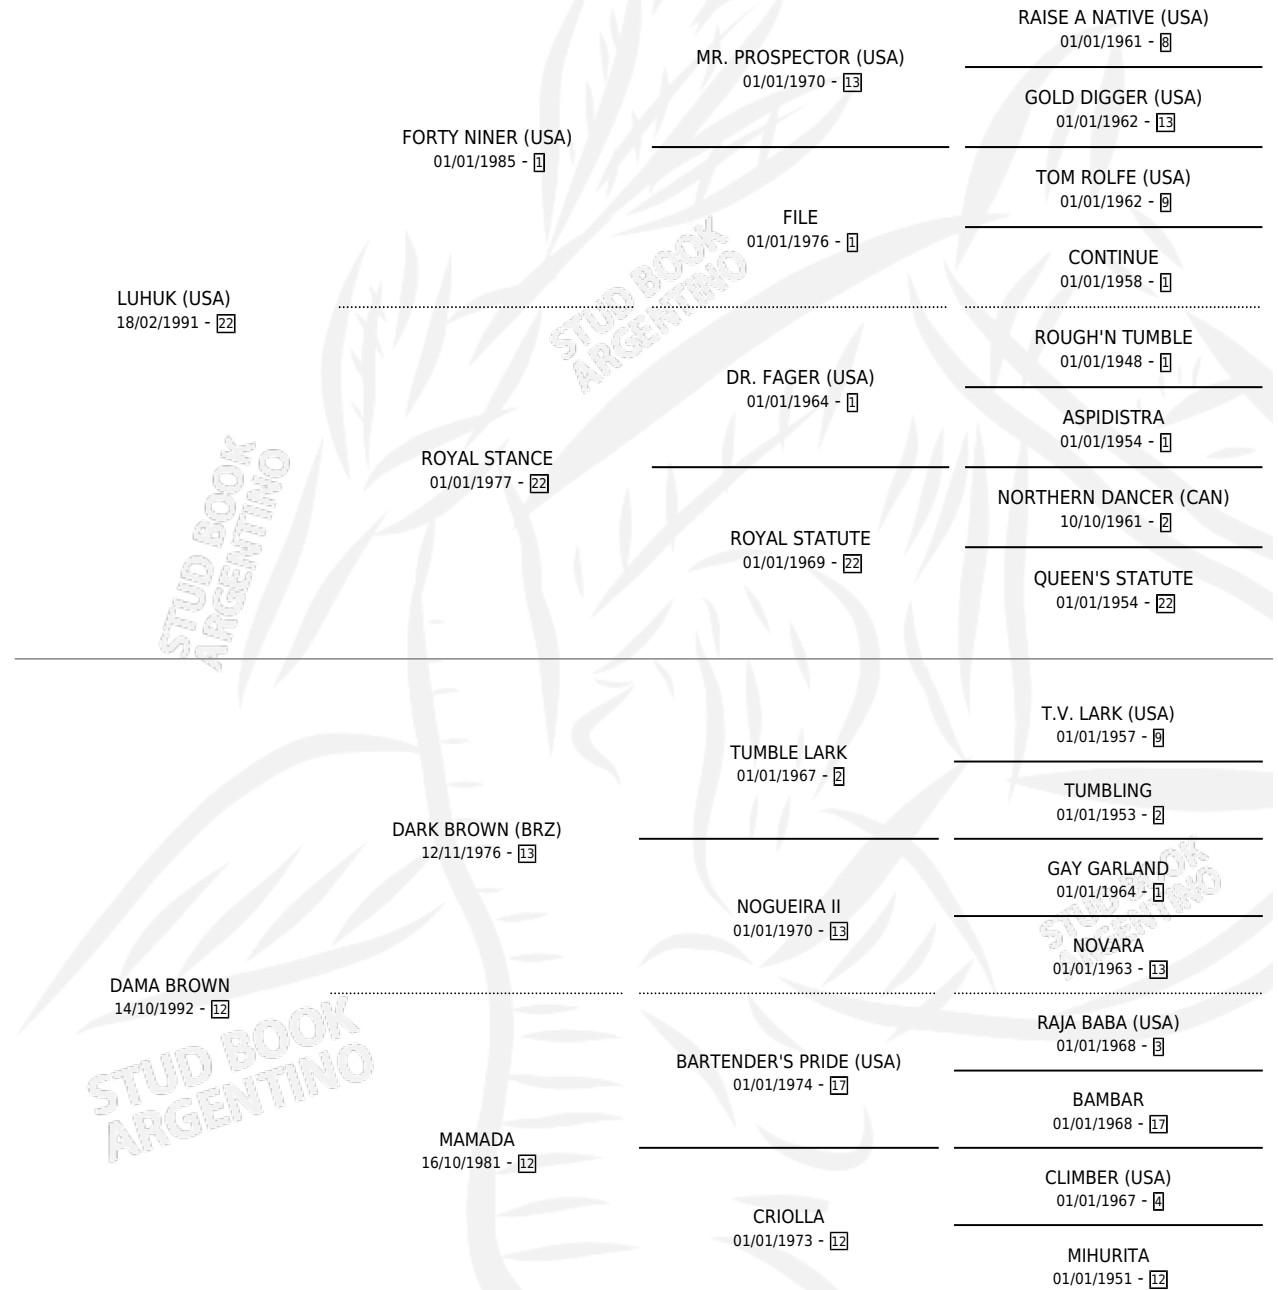 RAISE A NATIVE (USA)
01/01/1961 - 8
MR. PROSPECTOR (USA)
01/01/1970 - 13
GOLD DIGGER (USA)
01/01/1962 - 13
FORTY NINER (USA)
01/01/1985 - 1
TOM ROLFE (USA)
01/01/1962 - 9
FILE
01/01/1976 - 1
CONTINUE
01/01/1958 - 1
LUHUK (USA)
18/02/1991 - 22
ROUGH'N TUMBLE
01/01/1948 - 1
DR. FAGER (USA)
01/01/1964 - 1
ASPIDISTRA
01/01/1954 - 1
ROYAL STANCE
01/01/1977 - 22
NORTHERN DANCER (CAN)
10/10/1961 - 2
ROYAL STATUTE
01/01/1969 - 22
QUEEN'S STATUTE
01/01/1954 - 22
STUD BOOK
ARGENTINO
STUD BOOK
ARGENTINO
T.V. LARK (USA)
01/01/1957 - 9
TUMBLE LARK
01/01/1967 - 2
TUMBLING
01/01/1953 - 2
DARK BROWN (BRZ)
12/11/1976 - 13
GAY GARLAND
01/01/1964 - 1
NOGUEIRA II
01/01/1970 - 13
NOVARA
01/01/1963 - 13
DAMA BROWN
14/10/1992 - 12
RAJA BABA (USA)
01/01/1968 - 3
BARTENDER'S PRIDE (USA)
01/01/1974 - 17
BAMBAR
01/01/1968 - 17
MAMADA
16/10/1981 - 12
CLIMBER (USA)
01/01/1967 - 4
CRIOLLA
01/01/1973 - 12
MIHURITA
01/01/1951 - 12
STUD BOOK
ARGENTINO
STUD BOOK
ARGENTINO